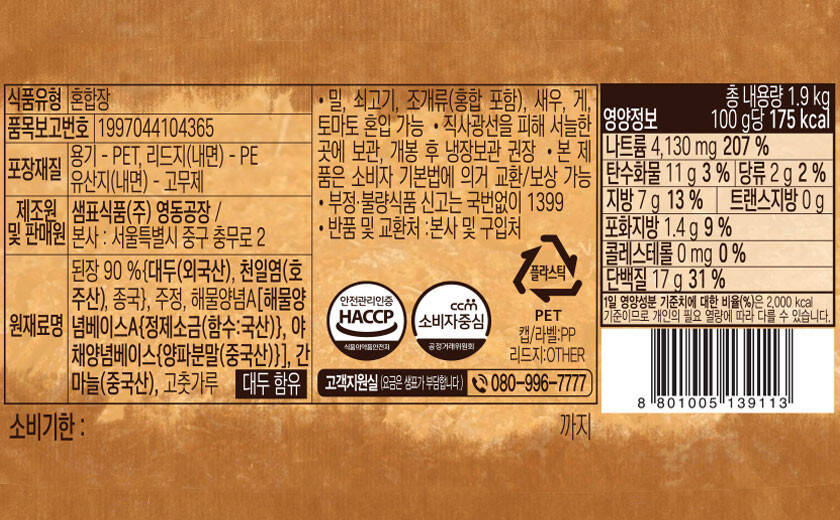 식품유형 혼합장
품목보고번호 1997044104365
포장재질 용기 - PET, 리드지(내면) - PE
유산지(내면) - 고무제
제조원 및 판매원 샘표식품(주) 영동공장 /
본사 : 서울특별시 중구 충무로 2
원재료명 된장 90 %{대두(외국산), 천일염(호
주산), 종국}, 주정, 해물양념A[해물양
념베이스A{정제소금(함수:국산)}, 야
채양념베이스{양파분말(중국산)}], 간
마늘(중국산), 고춧가루 대두 함유
• 밀, 쇠고기, 조개류(홍합 포함), 새우, 게,
토마토 혼입 가능 • 직사광선을 피해 서늘한
곳에 보관, 개봉 후 냉장보관 권장 • 본 제
품은 소비자 기본법에 의거 교환/보상 가능
• 부정·불량식품 신고는 국번없이 1399
• 반품 및 교환처 :본사 및 구입처
안전관리인증
HACCP
식품의약품안전처
ccm
소비자중심
공정거래위원회
플라스틱
PET
캡/라벨:PP
리드지:OTHER
고객지원실 (요금은 샘표가 부담합니다.) 080-996-7777
영양정보
총 내용량 1.9 kg
100 g당 175 kcal
나트륨 4,130 mg 207 %
탄수화물 11 g 3 % 당류 2 g 2 %
지방 7 g 13 % 트랜스지방 0 g
포화지방 1.4 g 9 %
콜레스테롤 0 mg 0 %
단백질 17 g 31 %
1일 영양성분 기준치에 대한 비율(%)은 2,000 kcal
기준이므로 개인의 필요 열량에 따라 다를 수 있습니다.
8 801005 139113
소비기한 : 까지